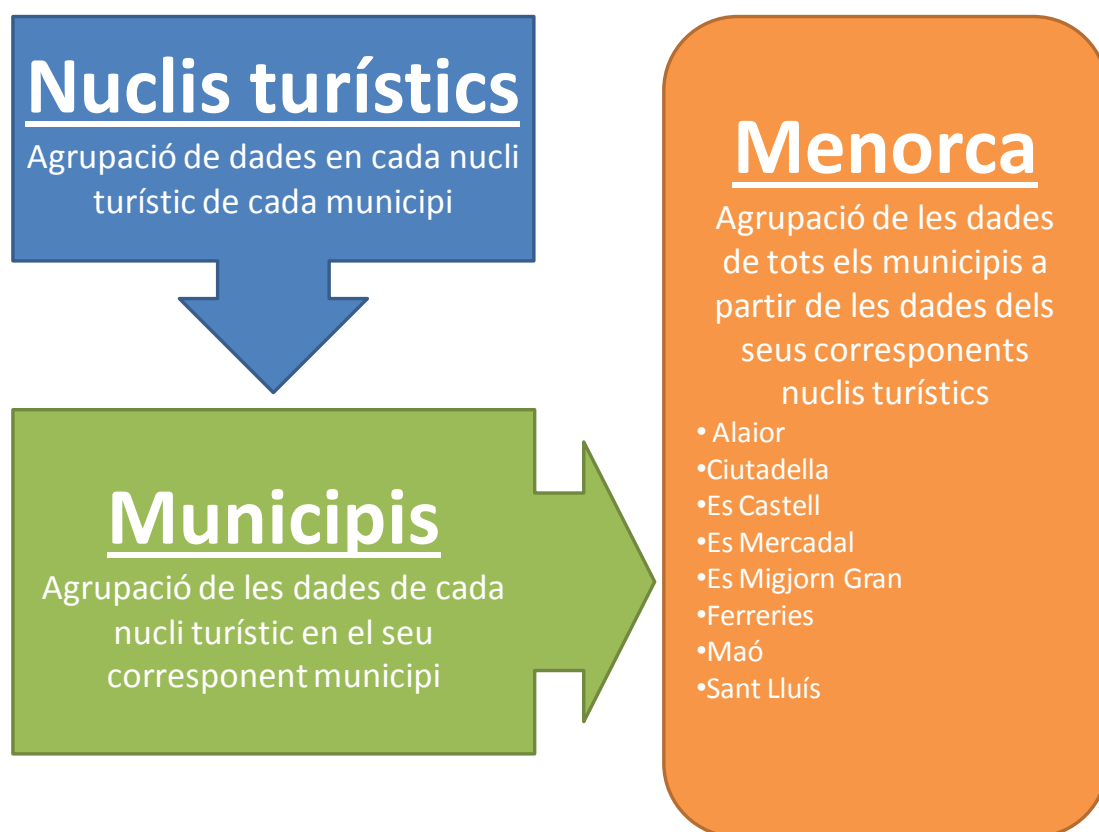 Nuclis turístics
Agrupació de dades en cada nucli
turístic de cada municipi
Municipis
Agrupació de les dades de cada
nucli turístic en el seu
corresponent municipi
Menorca
Agrupació de les dades
de tots els municipis a
partir de les dades dels
seus corresponents
nuclis turístics
• Alaior
•Ciutadella
•Es Castell
•Es Mercadal
•Es Migjorn Gran
•Ferreries
•Maó
•Sant Lluís